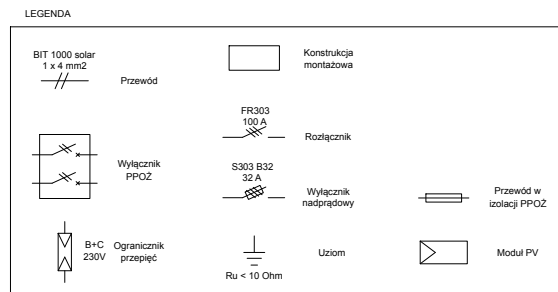 LEGENDA
BIT 1000 solar
1 x 4 mm2
Przewód
Konstrukcja
montażowa
FR303
100 A
Rozłącznik
Wyłącznik
PPOŻ
S303 B32
32 A
Wyłącznik
nadprądowy
Przewód w
izolacji PPOŻ
B+C
230V
Ogranicznik
przepięć
Ru < 10 Ohm
Uziom
Moduł PV